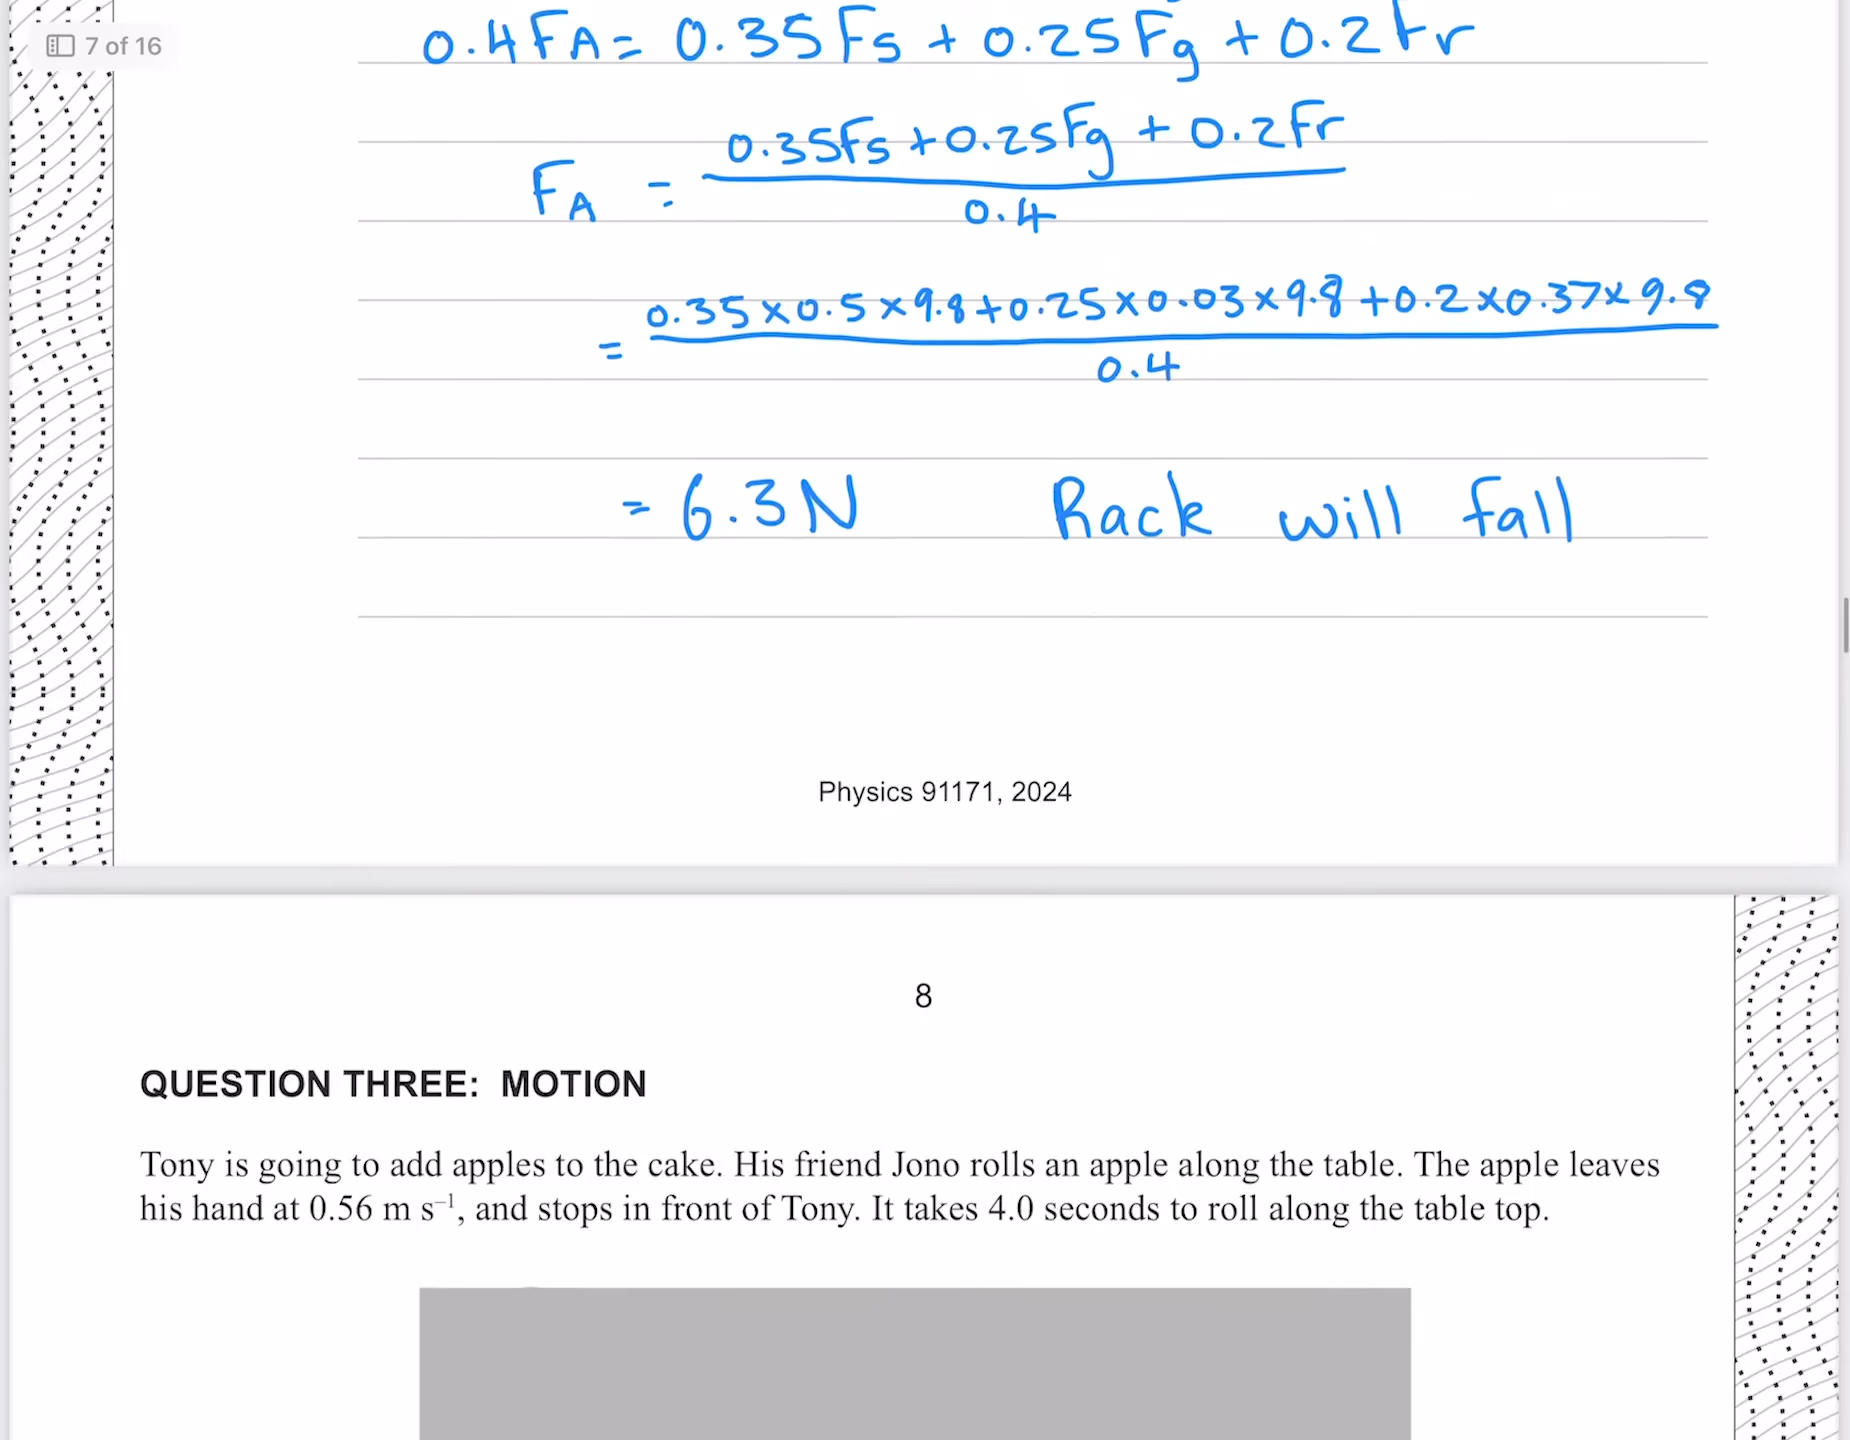 7 of 16
0.4FA = 0.35Fs + 0.25Fg + 0.2Fr
0.35Fs + 0.25Fg + 0.2Fr
FA =
0.4
0.35 × 0.5 × 9.8 + 0.25 × 0.03 × 9.8 + 0.2 × 0.37 × 9.8
=
0.4
= 6.3N Rack will fall
Physics 91171, 2024
8
QUESTION THREE: MOTION
Tony is going to add apples to the cake. His friend Jono rolls an apple along the table. The apple leaves
his hand at 0.56 m s⁻¹, and stops in front of Tony. It takes 4.0 seconds to roll along the table top.